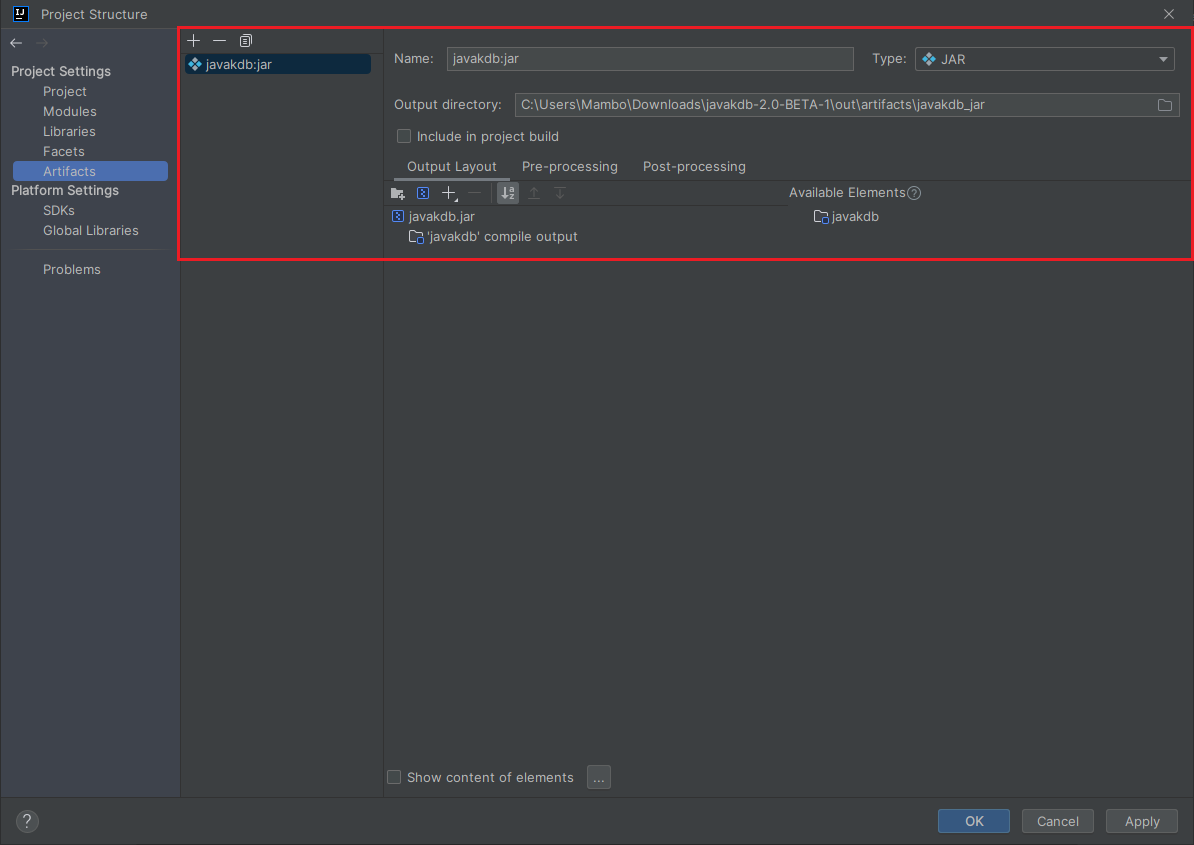 Project Structure
Project Settings
Project
Modules
Libraries
Facets
Artifacts
Platform Settings
SDKs
Global Libraries
Problems
javakdb:jar
Name: javakdb:jar Type: JAR
Output directory: C:\Users\Mambo\Downloads\javakdb-2.0-BETA-1\out\artifacts\javakdb_jar
Include in project build
Output Layout Pre-processing Post-processing
Available Elements ?
javakdb.jar
'javakdb' compile output
javakdb
Show content of elements ...
? OK Cancel Apply